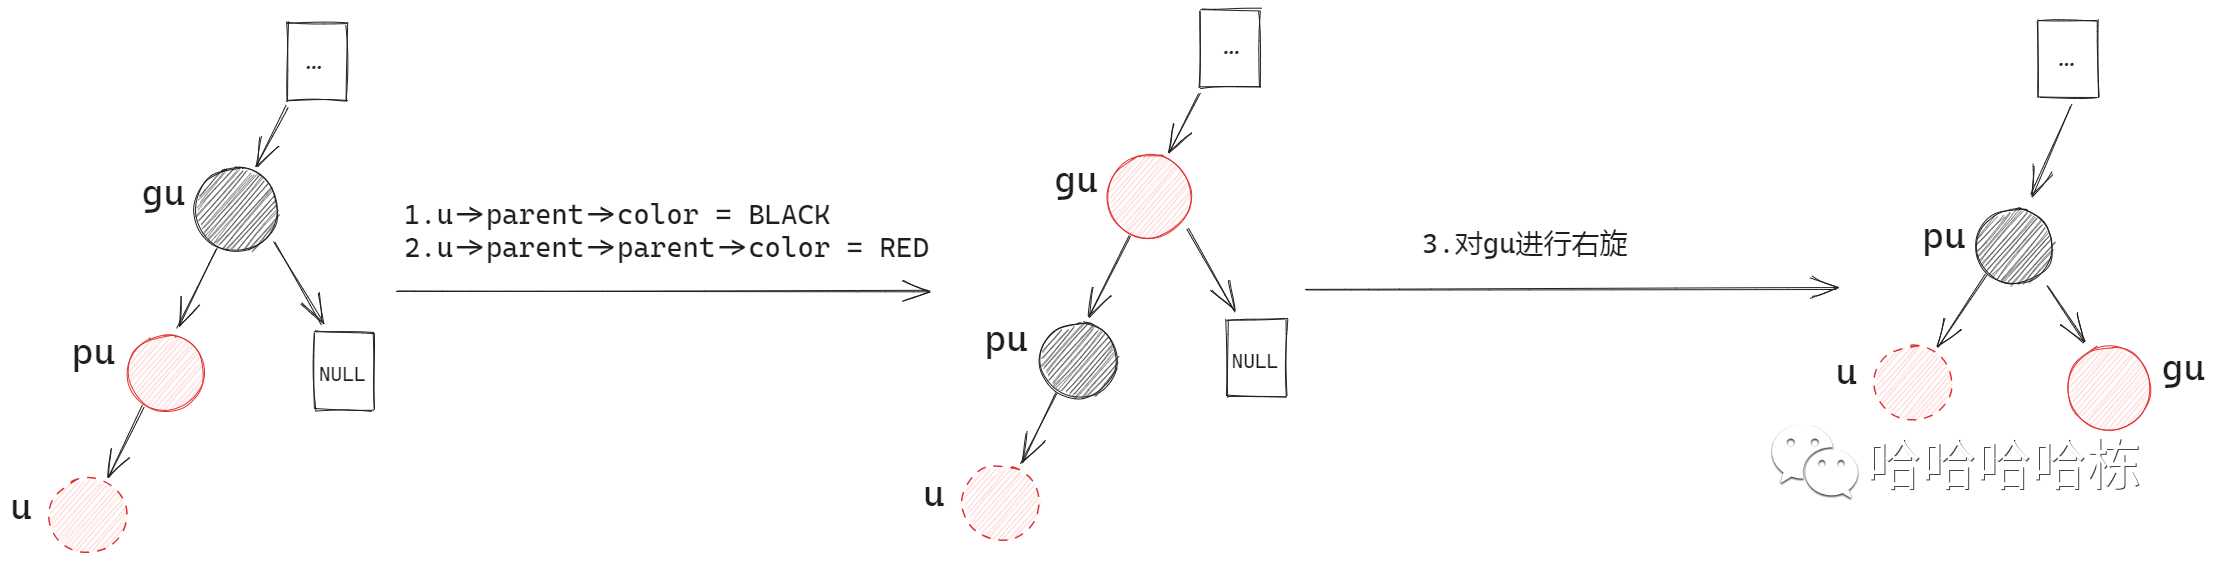 ...
gu
pu
NULL
u
1.u->parent->color = BLACK
2.u->parent->parent->color = RED
...
gu
pu
NULL
u
3.对gu进行右旋
...
pu
u
gu
哈哈哈哈栋